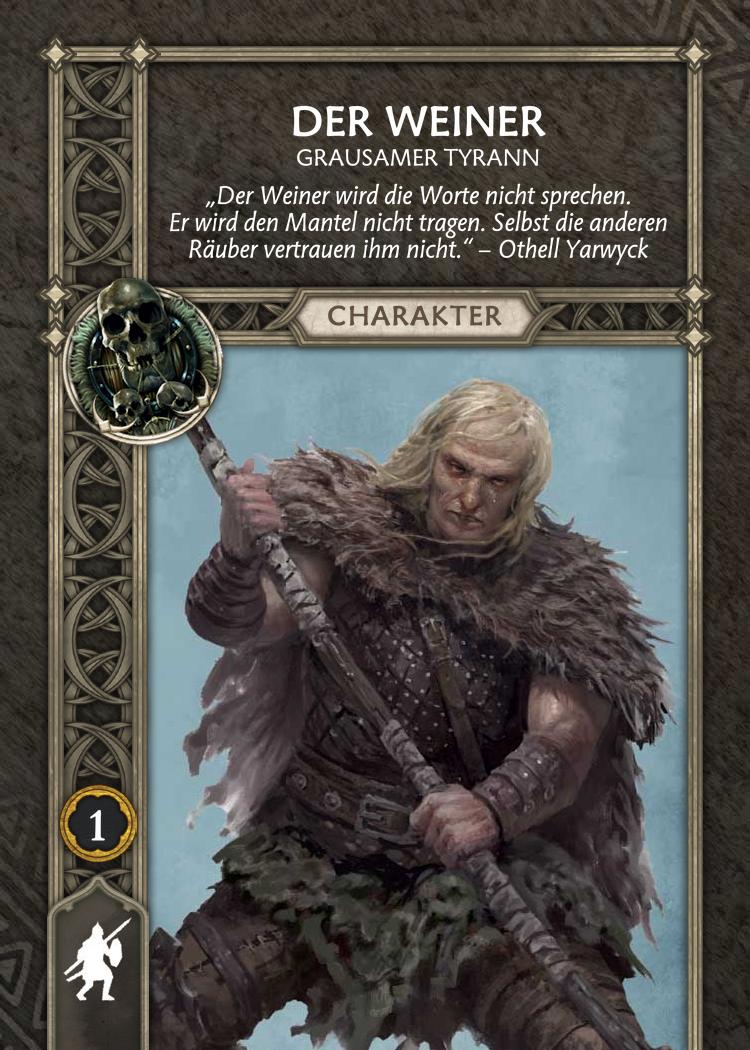 DER WEINER
GRAUSAMER TYRANN
„Der Weiner wird die Worte nicht sprechen.
Er wird den Mantel nicht tragen. Selbst die anderen
Räuber vertrauen ihm nicht.“ – Othell Yarwyck
CHARAKTER
1